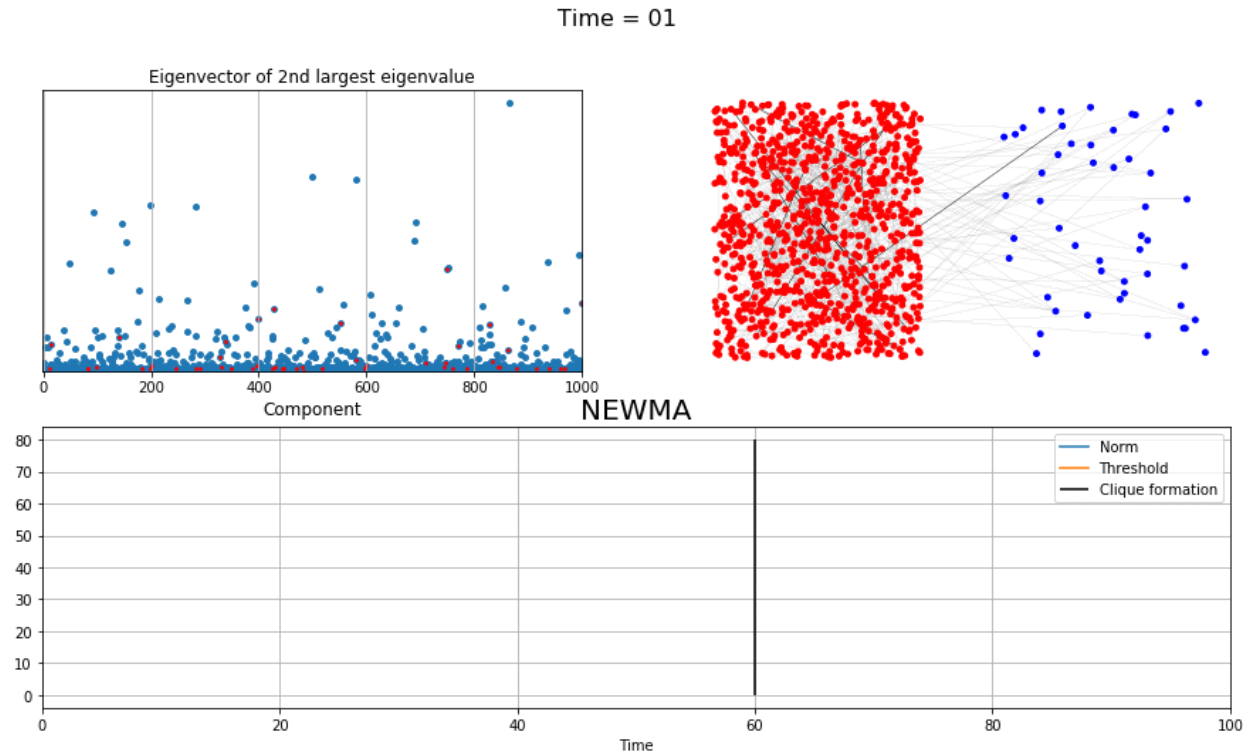 Time = 01
Eigenvector of 2nd largest eigenvalue
0 200 400 600 800 1000
Component
NEWMA
80
70
60
50
40
30
20
10
0
Norm
Threshold
Clique formation
0 20 40 60 80 100
Time